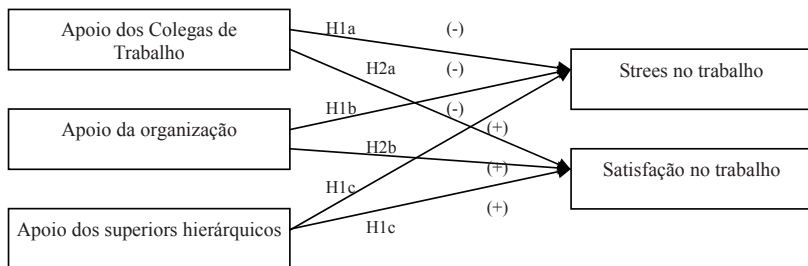 Apoio dos Colegas de
Trabalho
H1a
(-)
Strees no trabalho
H2a
(-)
Apoio da organização
H1b
(-)
(+)
H2b
Satisfação no trabalho
(+)
H1c
Apoio dos superiors hierárquicos
(+)
H1c